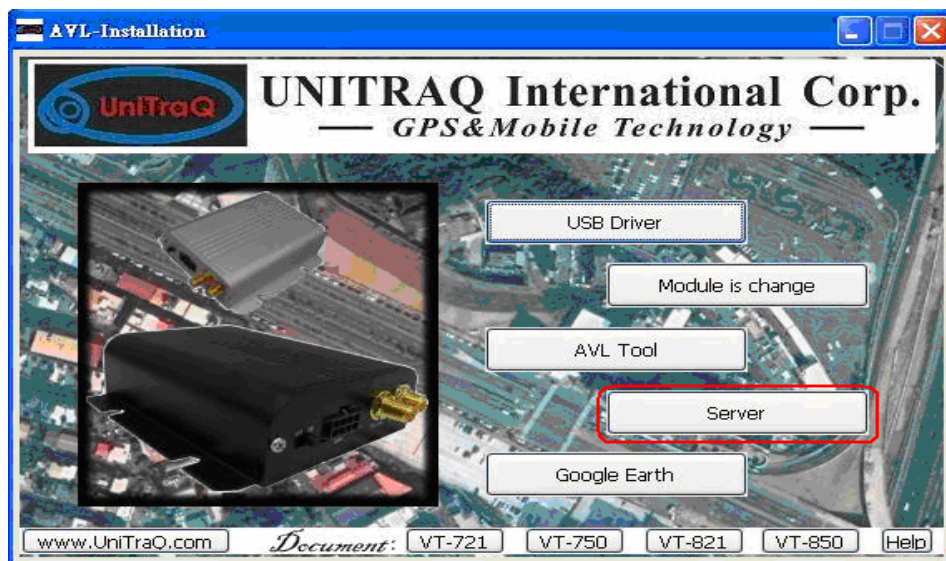 AVL-Installation
UniTraQ
UNITRAQ International Corp.
GPS&Mobile Technology
USB Driver
Module is change
AVL Tool
Server
Google Earth
www.UniTraQ.com Document: VT-721 VT-750 VT-821 VT-850 Help